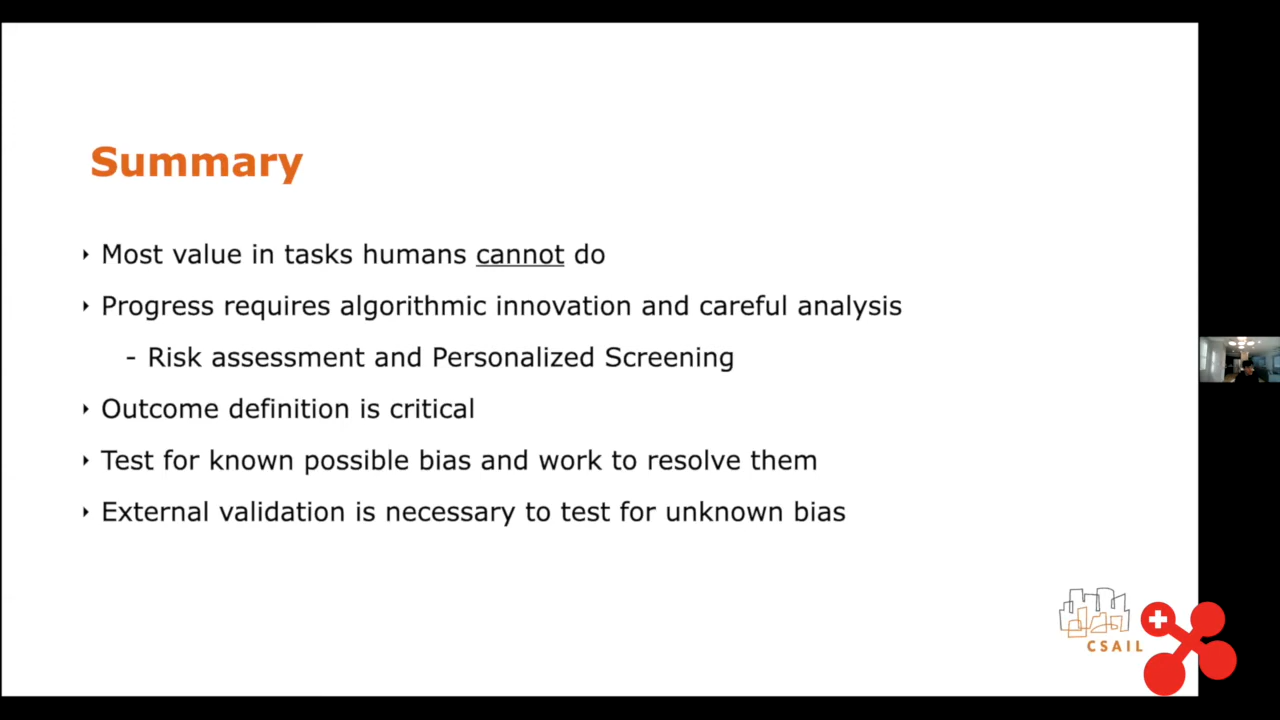 Summary
Most value in tasks humans cannot do
Progress requires algorithmic innovation and careful analysis
- Risk assessment and Personalized Screening
Outcome definition is critical
Test for known possible bias and work to resolve them
External validation is necessary to test for unknown bias
CSAIL